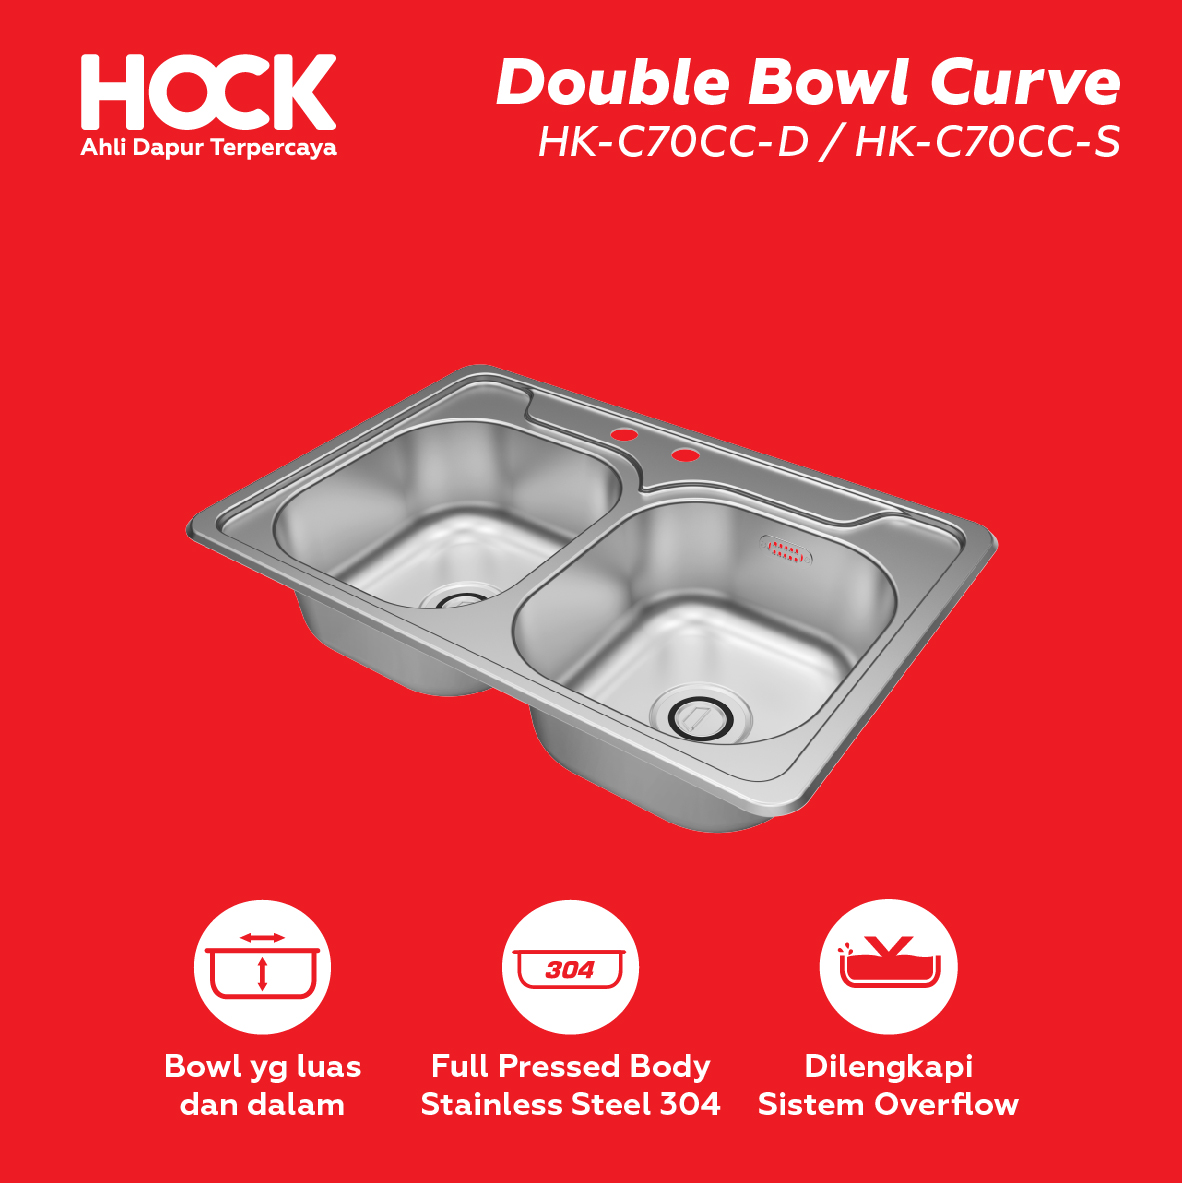 HOCK
Ahli Dapur Terpercaya
Double Bowl Curve
HK-C70CC-D / HK-C70CC-S
304
Bowl yg luas
dan dalam
Full Pressed Body
Stainless Steel 304
Dilengkapi
Sistem Overflow